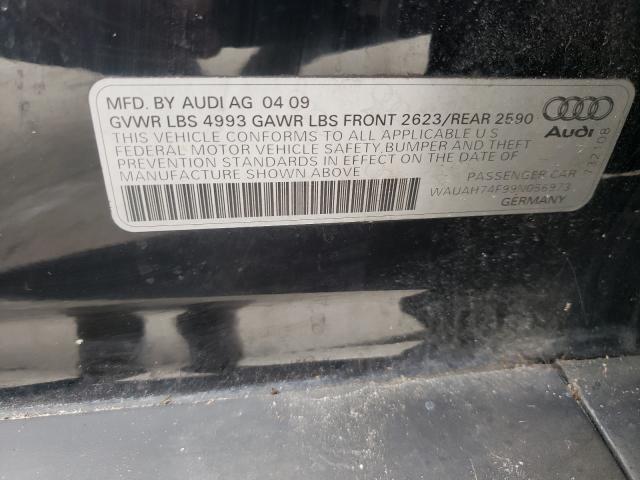 MFD. BY AUDI AG 04 09
GVWR LBS 4993 GAWR LBS FRONT 2623/REAR 2590
THIS VEHICLE CONFORMS TO ALL APPLICABLE U S
FEDERAL MOTOR VEHICLE SAFETY, BUMPER AND THEFT
PREVENTION STANDARDS IN EFFECT ON THE DATE OF
MANUFACTURE SHOWN ABOVE
Audi
PASSENGER CAR
WAUAH74F99N056973
GERMANY
732108